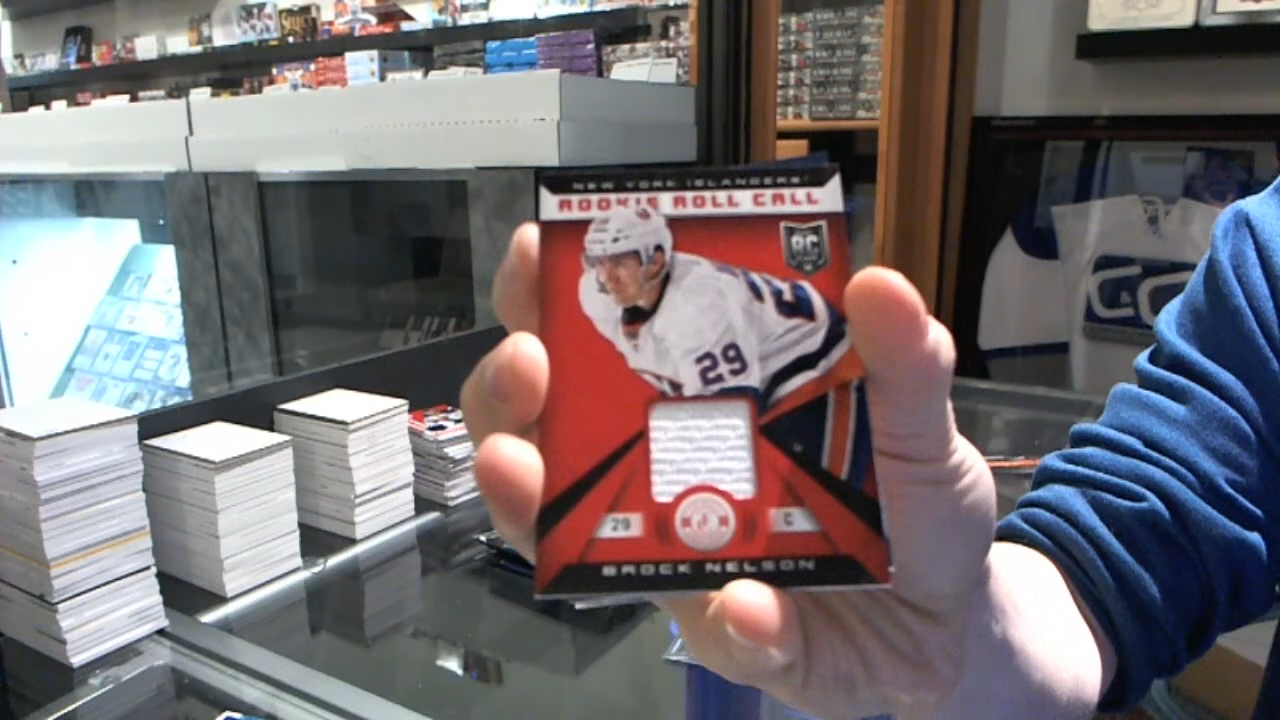 NEW YORK ISLANDERS
ROOKIE ROLL CALL
RC
29
29
C
BROCK NELSON